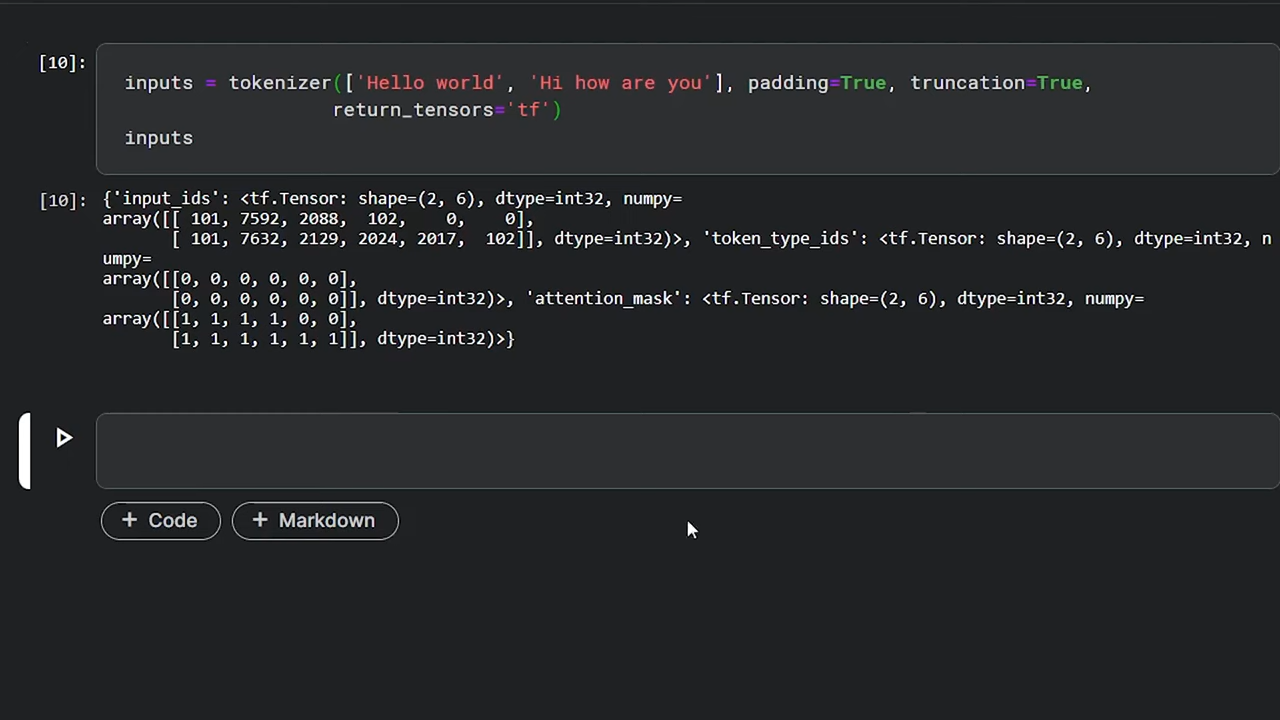 [10]:
inputs = tokenizer(['Hello world', 'Hi how are you'], padding=True, truncation=True,
                  return_tensors='tf')
inputs
[10]: {'input_ids': <tf.Tensor: shape=(2, 6), dtype=int32, numpy=
array([[ 101, 7592, 2088,  102,    0,    0],
       [ 101, 7632, 2129, 2024, 2017,  102]], dtype=int32)>, 'token_type_ids': <tf.Tensor: shape=(2, 6), dtype=int32, n
umpy=
array([[0, 0, 0, 0, 0, 0],
       [0, 0, 0, 0, 0, 0]], dtype=int32)>, 'attention_mask': <tf.Tensor: shape=(2, 6), dtype=int32, numpy=
array([[1, 1, 1, 1, 0, 0],
       [1, 1, 1, 1, 1, 1]], dtype=int32)>}
+ Code + Markdown